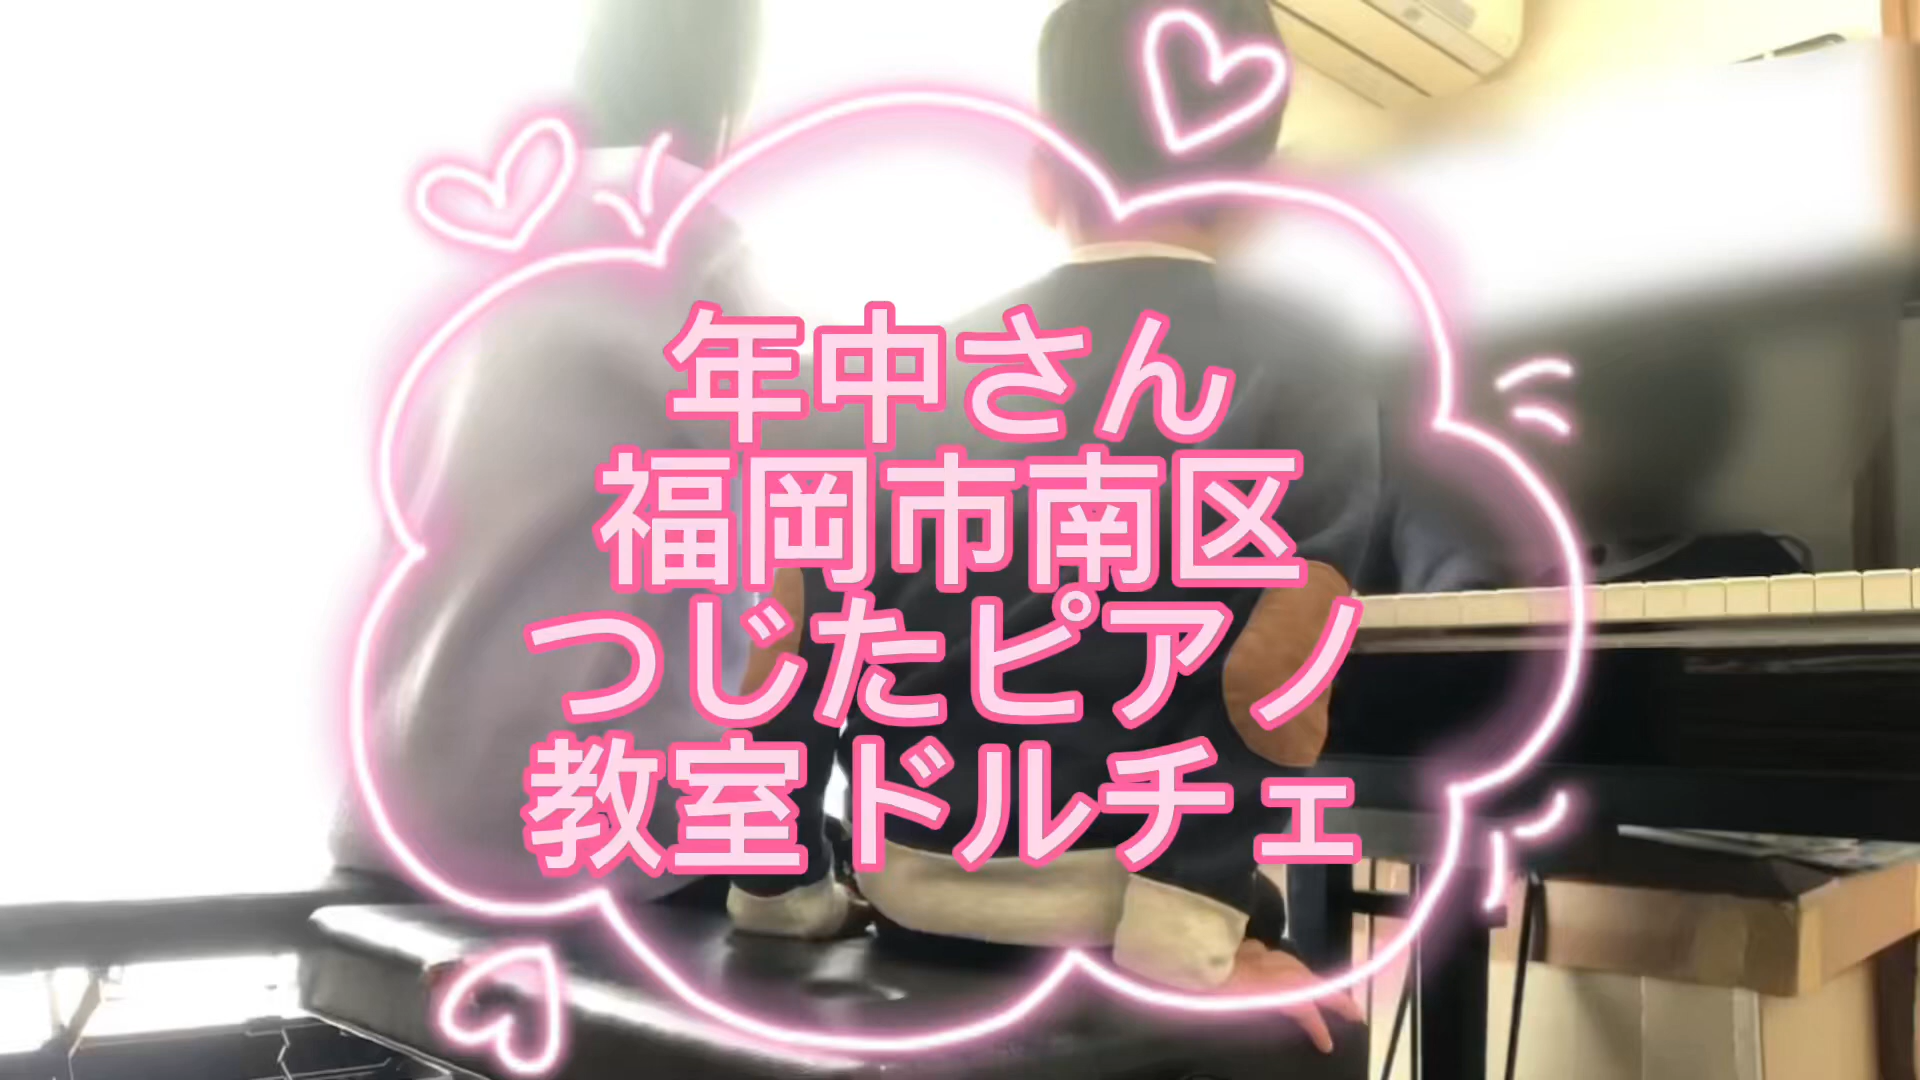 年中さん
福岡市南区
つじたピアノ
教室ドルチェ